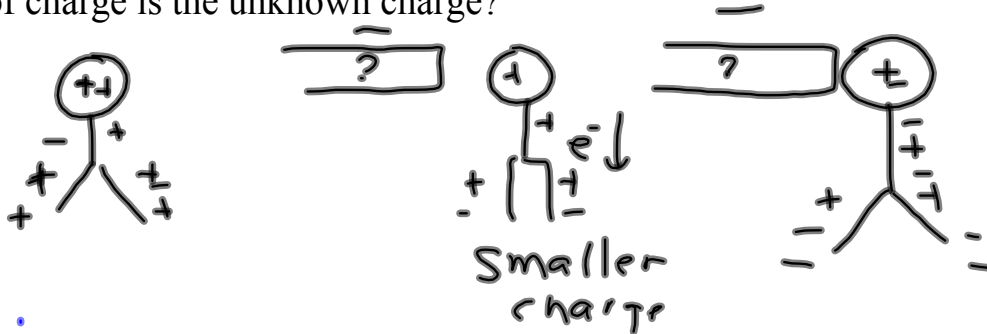 of charge is the unknown charge?
?
?
e⁻
smaller
charge